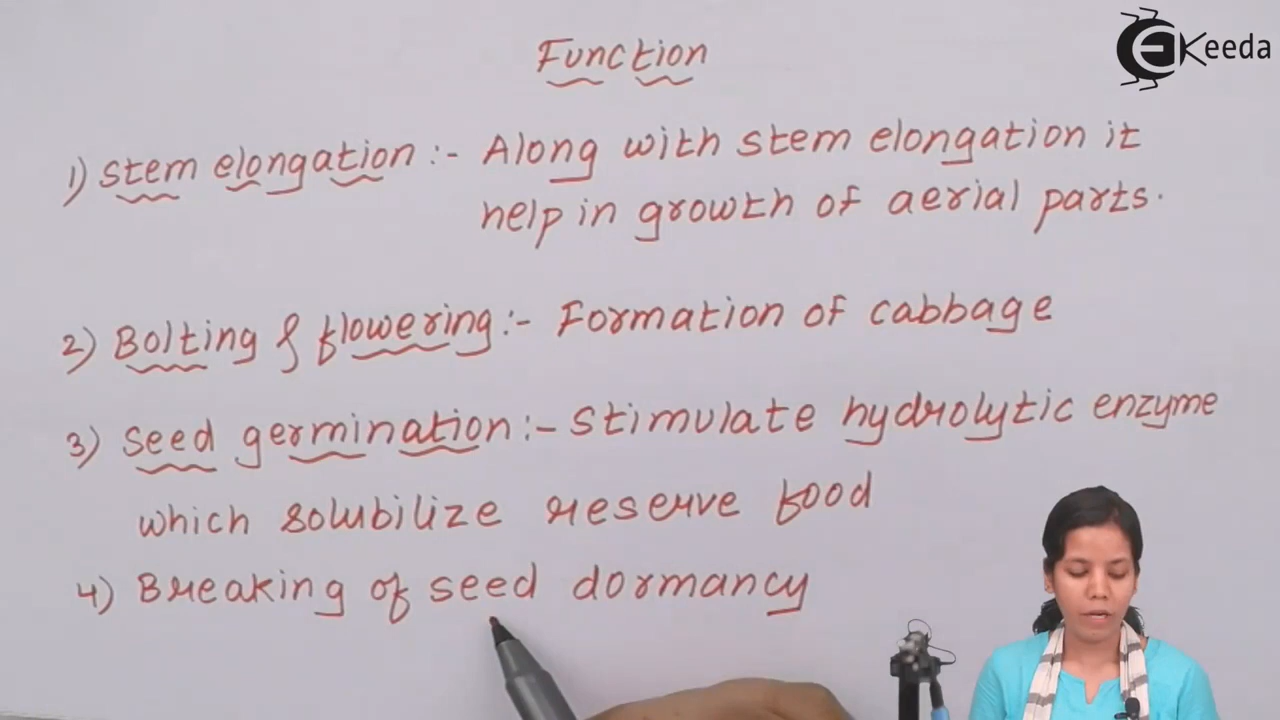 Function
EKeeda
1) Stem elongation :- Along with stem elongation it
help in growth of aerial parts.
2) Bolting & flowering :- Formation of cabbage
3) Seed germination :- Stimulate hydrolytic enzyme
which solubilize reserve food
4) Breaking of seed dormancy